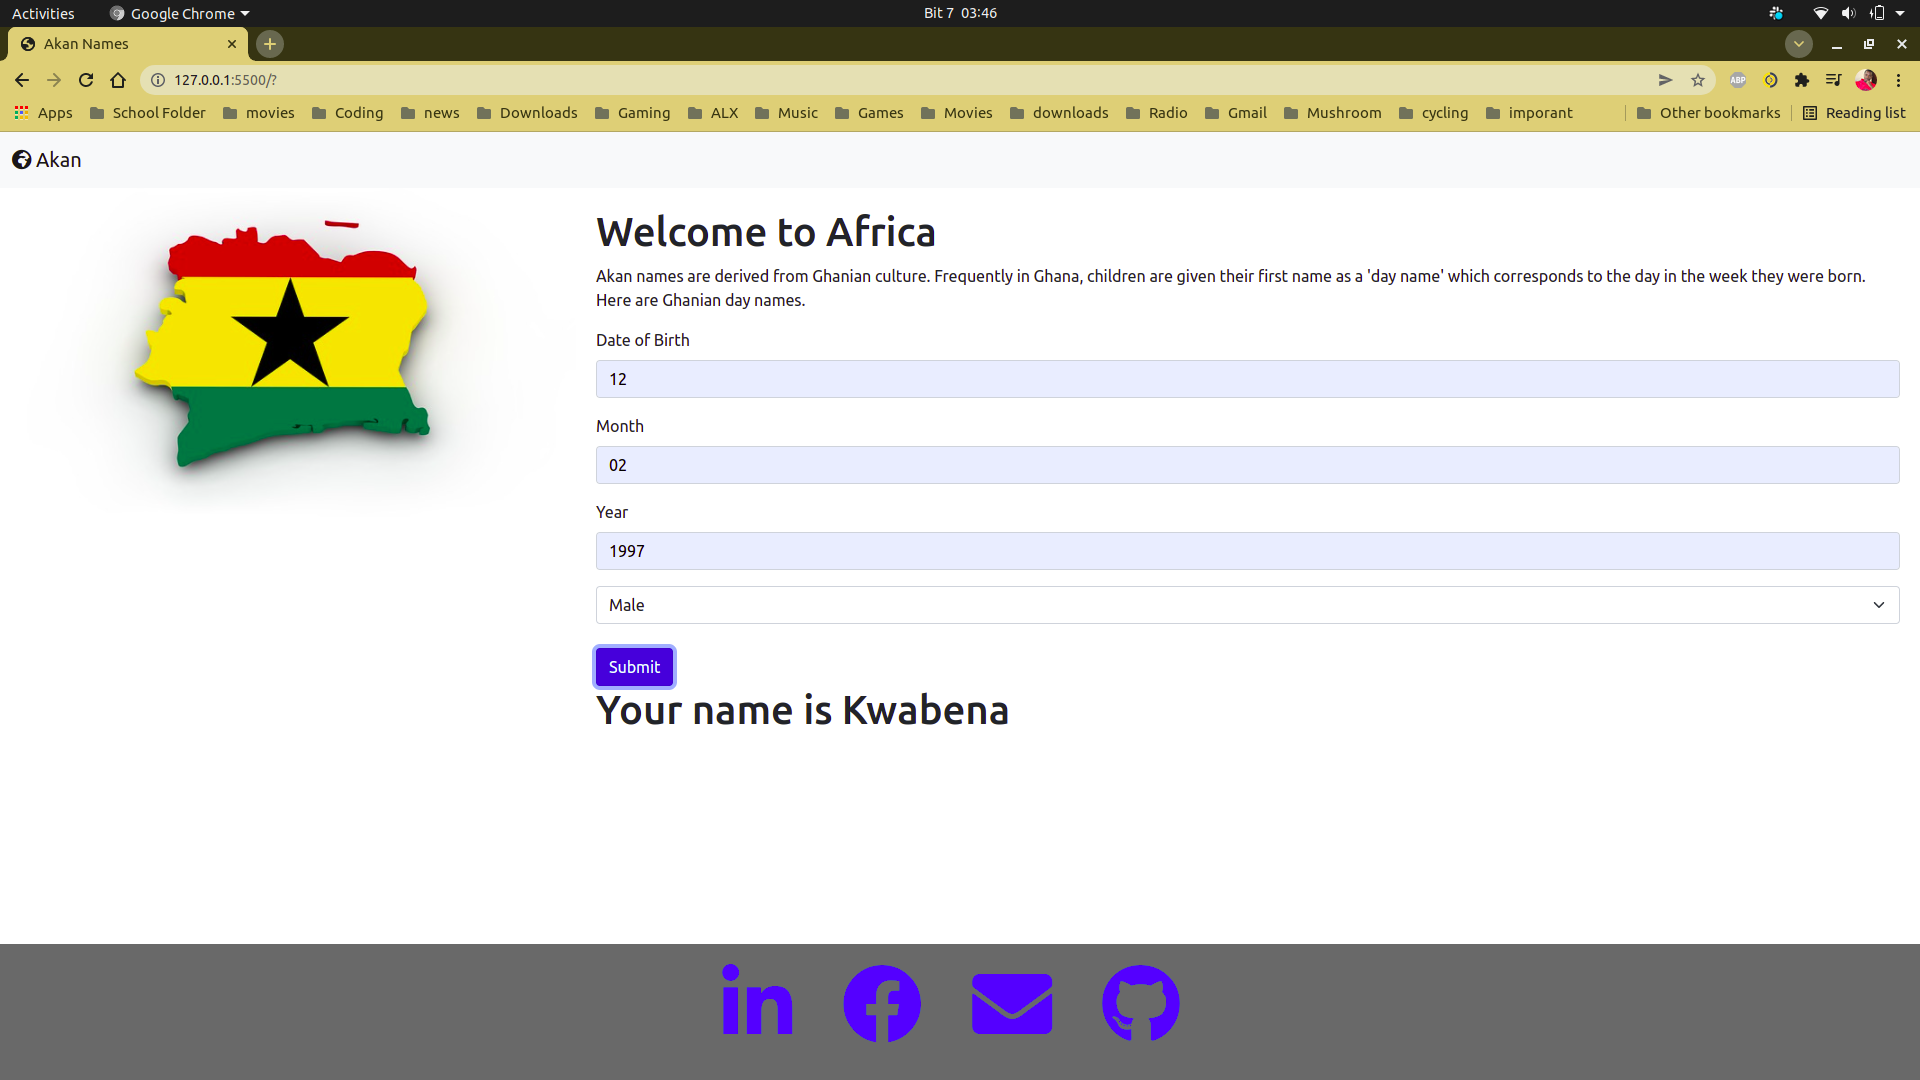 Activities
Google Chrome
Bit 7 03:46
Akan Names
127.0.0.1:5500/?
ABP
Apps
School Folder
movies
Coding
news
Downloads
Gaming
ALX
Music
Games
Movies
downloads
Radio
Gmail
Mushroom
cycling
imporant
Other bookmarks
Reading list
Akan
Welcome to Africa
Akan names are derived from Ghanian culture. Frequently in Ghana, children are given their first name as a 'day name' which corresponds to the day in the week they were born.
Here are Ghanian day names.
Date of Birth
12
Month
02
Year
1997
Male
Submit
Your name is Kwabena
in